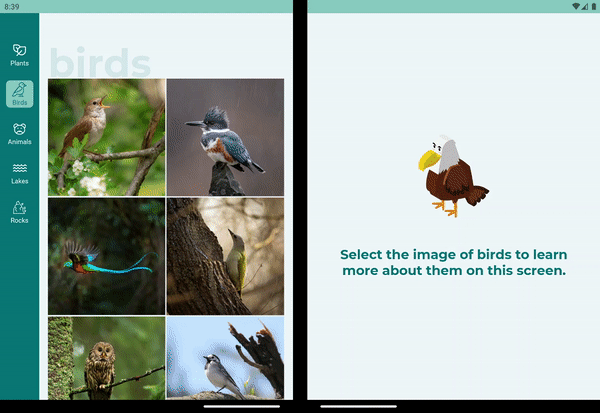 8:39
Plants
Birds
Animals
Lakes
Rocks
birds
Select the image of birds to learn
more about them on this screen.